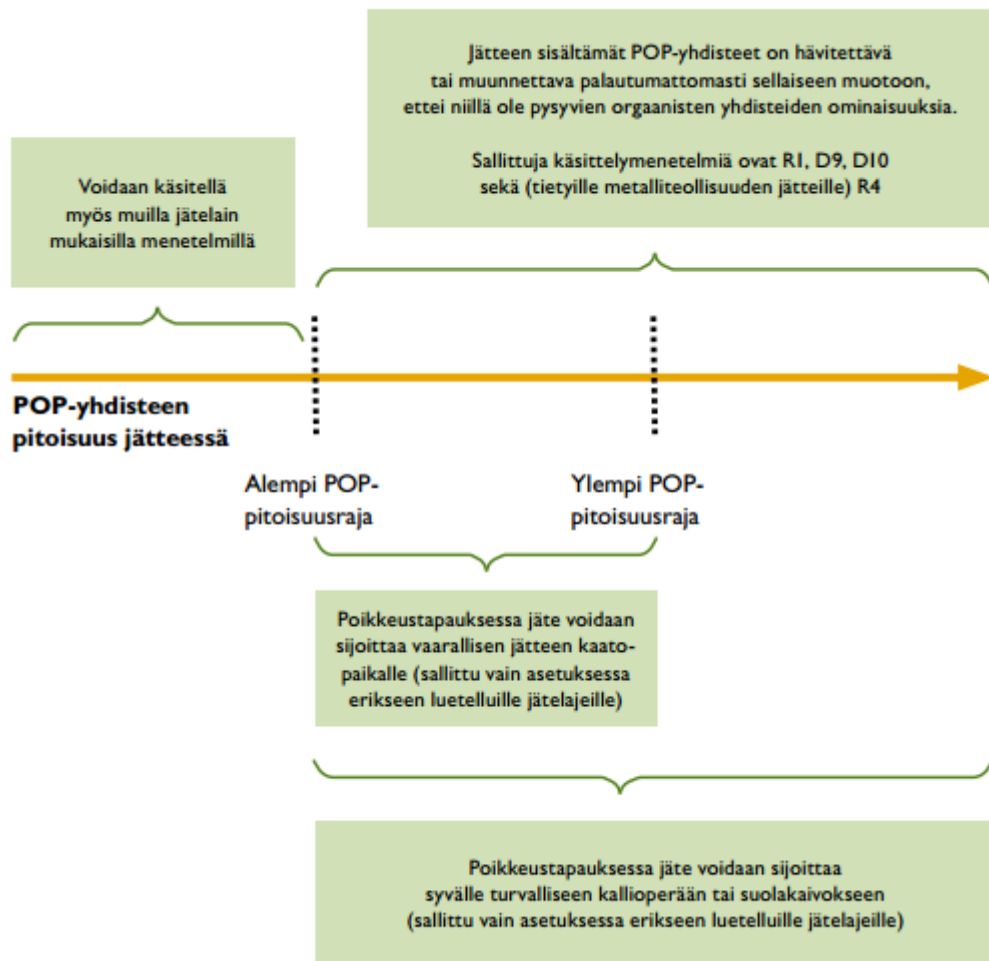 Jätteen sisältämät POP-yhdisteet on hävitettävä
tai muunnettava palautumattomasti sellaiseen muotoon,
ettei niillä ole pysyvien orgaanisten yhdisteiden ominaisuuksia.
Sallittuja käsittelymenetelmiä ovat R1, D9, D10
sekä (tietyille metalliteollisuuden jätteille) R4
Voidaan käsitellä
myös muilla jätelain
mukaisilla menetelmillä
POP-yhdisteen
pitoisuus jätteessä
Alempi POP-
pitoisuusraja
Ylempi POP-
pitoisuusraja
Poikkeustapauksessa jäte voidaan
sijoittaa vaarallisen jätteen kaato-
paikalle (sallittu vain asetuksessa
erikseen luetelluille jätelajeille)
Poikkeustapauksessa jäte voidaan sijoittaa
syvälle turvalliseen kallioperään tai suolakaivokseen
(sallittu vain asetuksessa erikseen luetelluille jätelajeille)